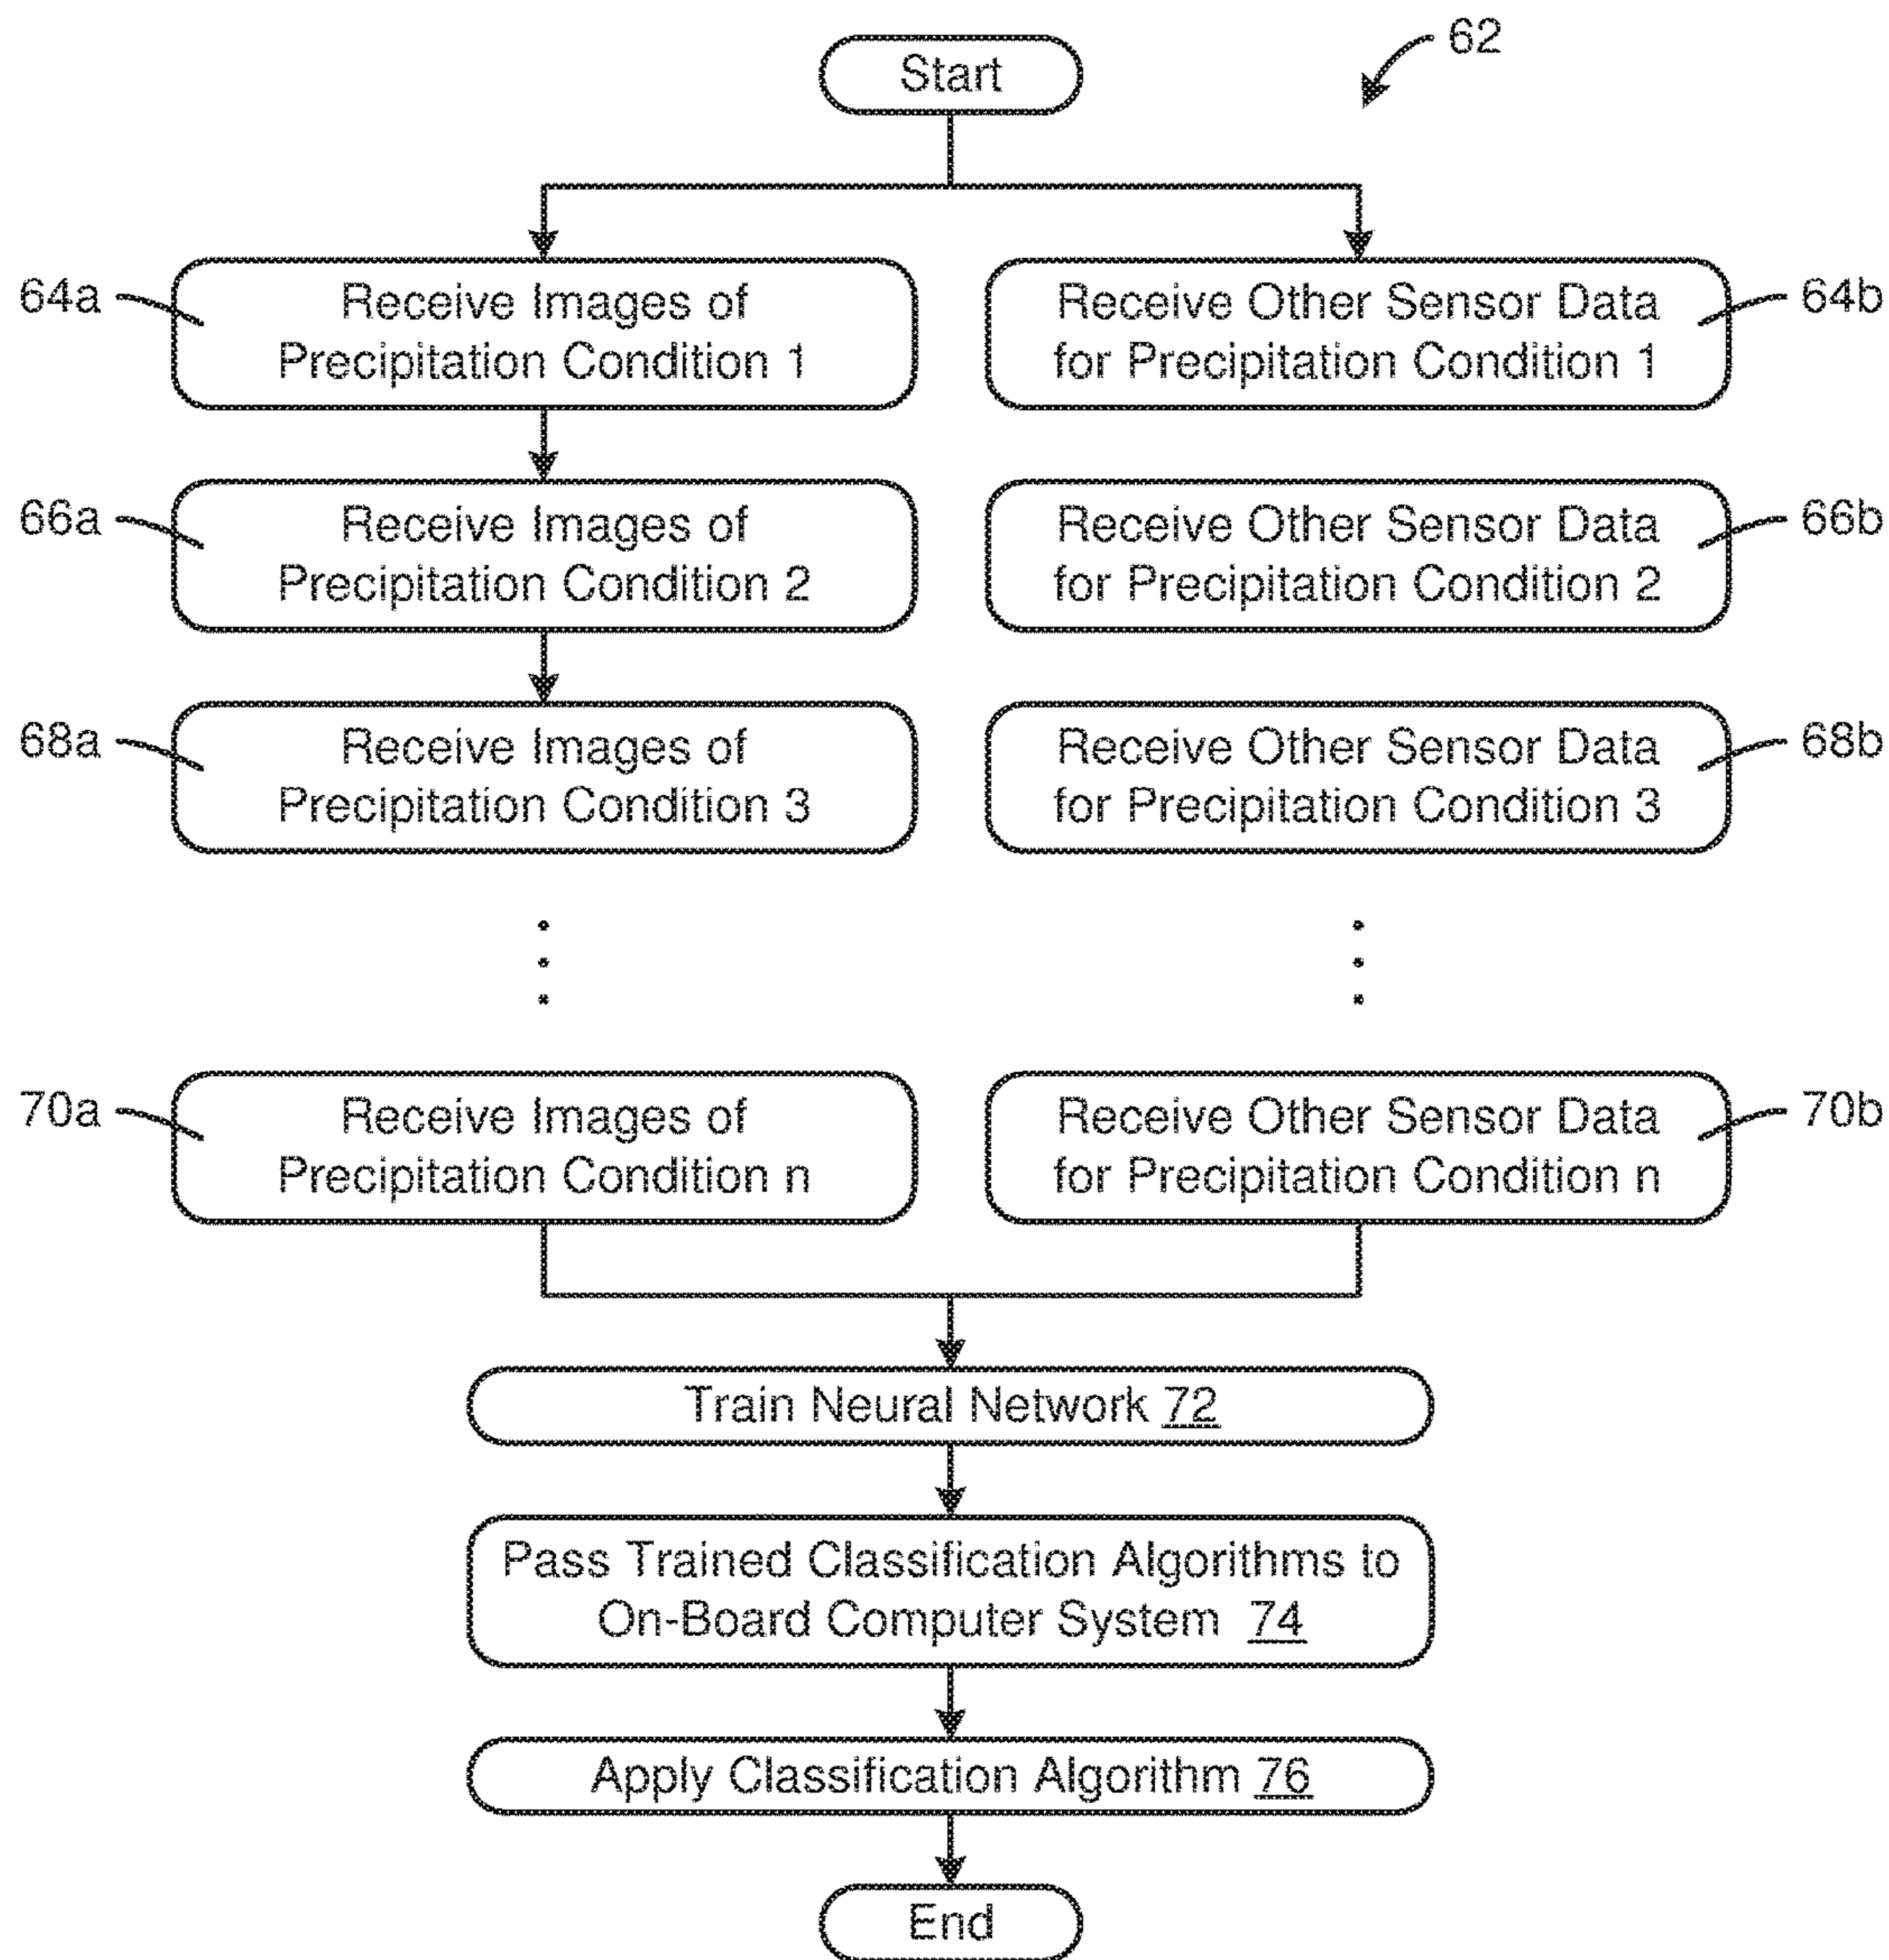 62
Start
64a
Receive Images of
Precipitation Condition 1
Receive Other Sensor Data
for Precipitation Condition 1
64b
66a
Receive Images of
Precipitation Condition 2
Receive Other Sensor Data
for Precipitation Condition 2
66b
68a
Receive Images of
Precipitation Condition 3
Receive Other Sensor Data
for Precipitation Condition 3
68b
70a
Receive Images of
Precipitation Condition n
Receive Other Sensor Data
for Precipitation Condition n
70b
Train Neural Network 72
Pass Trained Classification Algorithms to
On-Board Computer System 74
Apply Classification Algorithm 76
End